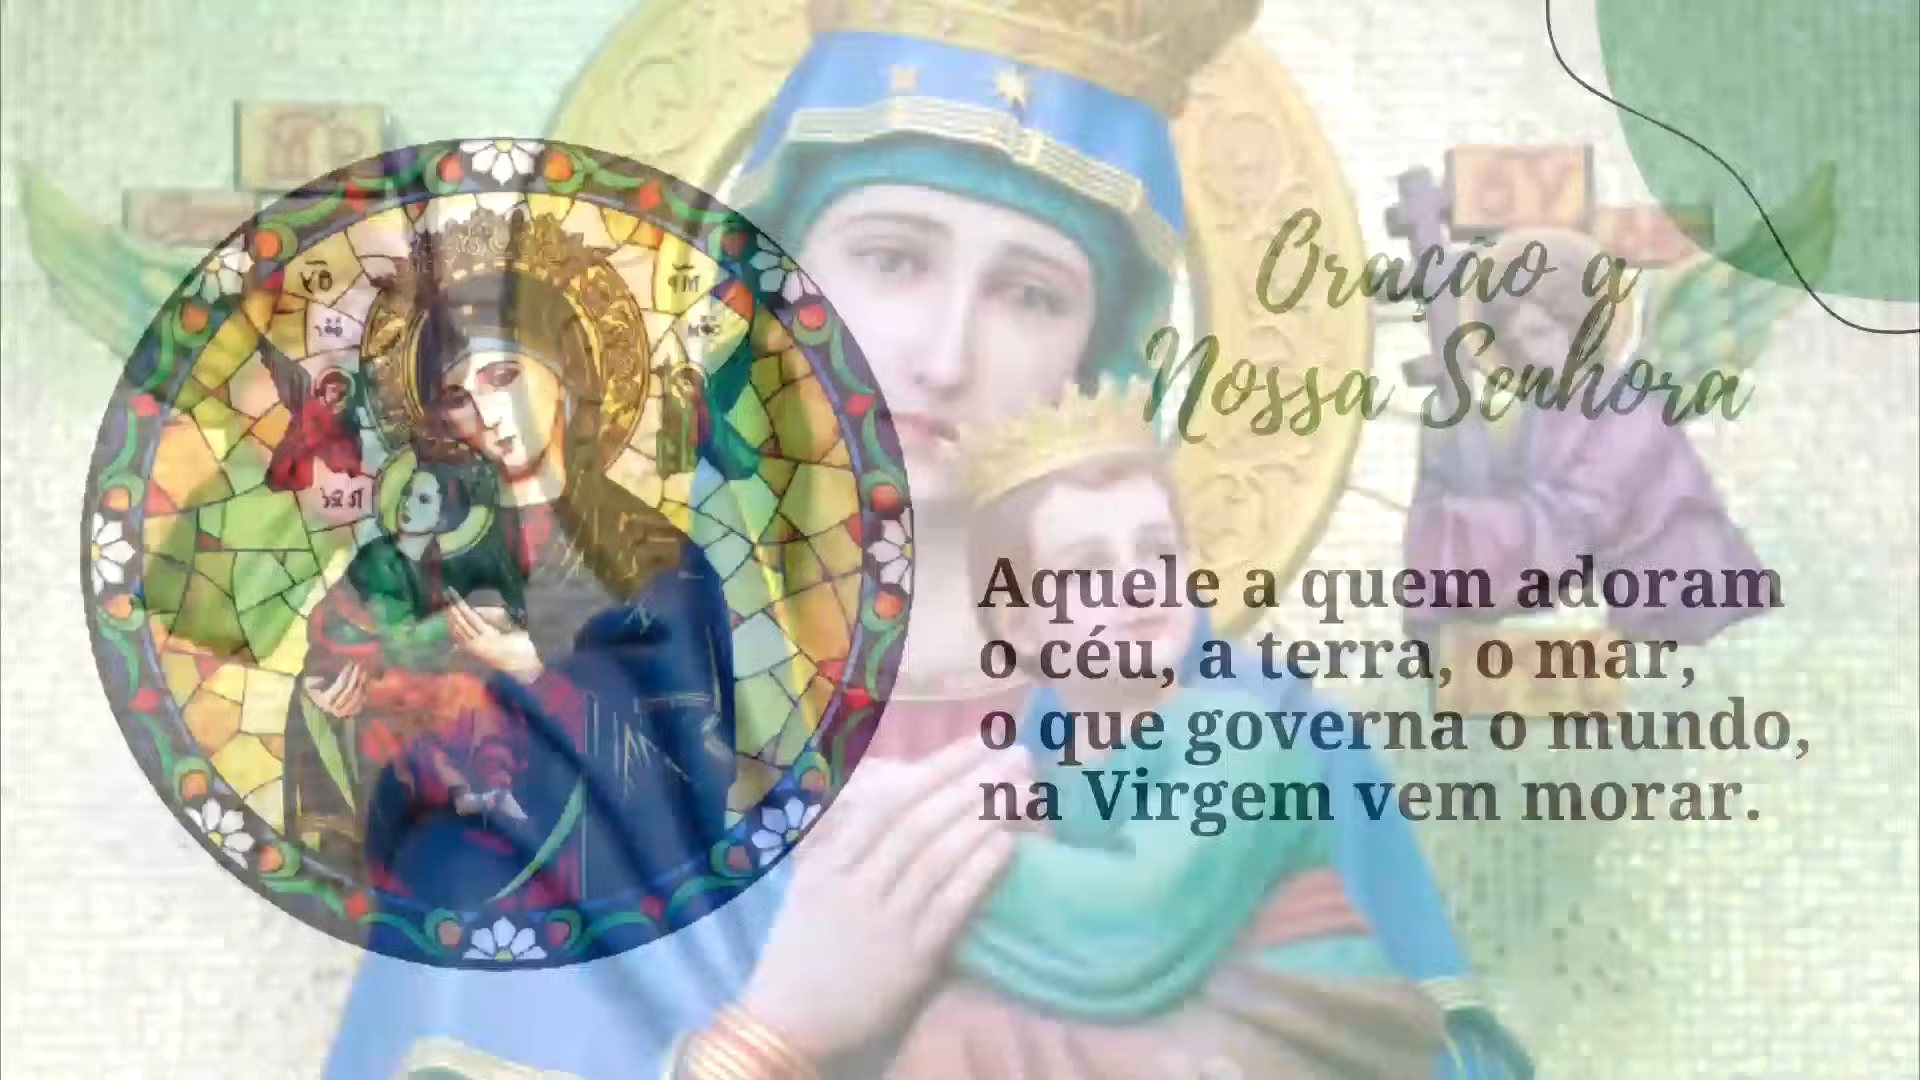 Oração a
Nossa Senhora
Aquele a quem adoram
o céu, a terra, o mar,
o que governa o mundo,
na Virgem vem morar.